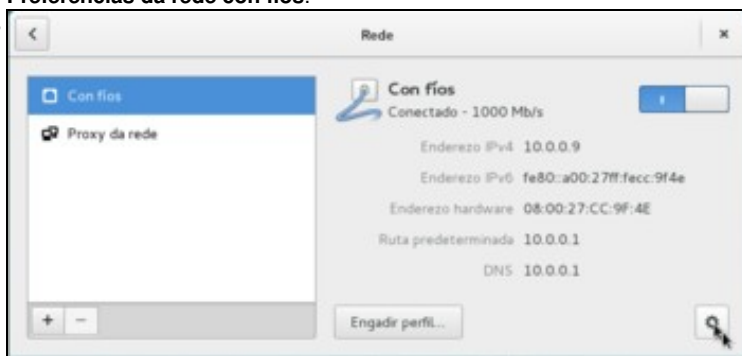 Preferencias da rede con fíos.
Rede
Con fíos
Proxy da rede
Con fíos
Conectado - 1000 Mb/s
Enderezo IPv4 10.0.0.9
Enderezo IPv6 fe80::a00:27ff:fecc:9f4e
Enderezo hardware 08:00:27:CC:9F:4E
Ruta predeterminada 10.0.0.1
DNS 10.0.0.1
Engadir perfil...